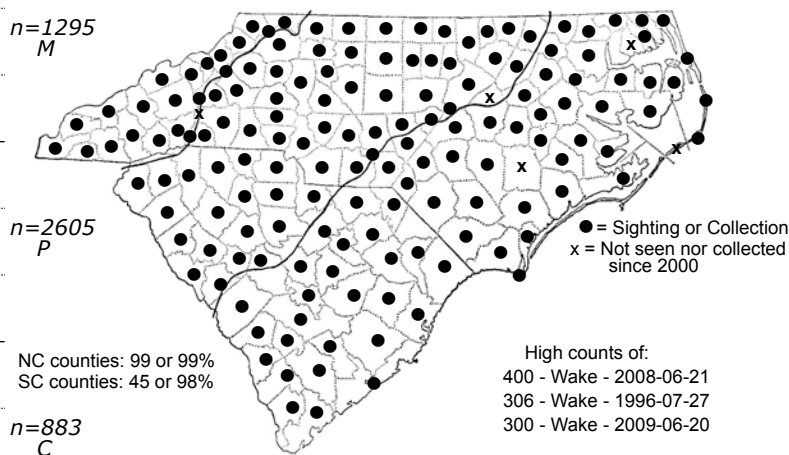 n=1295
M
n=2605
P
n=883
C
● = Sighting or Collection
x = Not seen nor collected
since 2000
NC counties: 99 or 99%
SC counties: 45 or 98%
High counts of:
400 - Wake - 2008-06-21
306 - Wake - 1996-07-27
300 - Wake - 2009-06-20